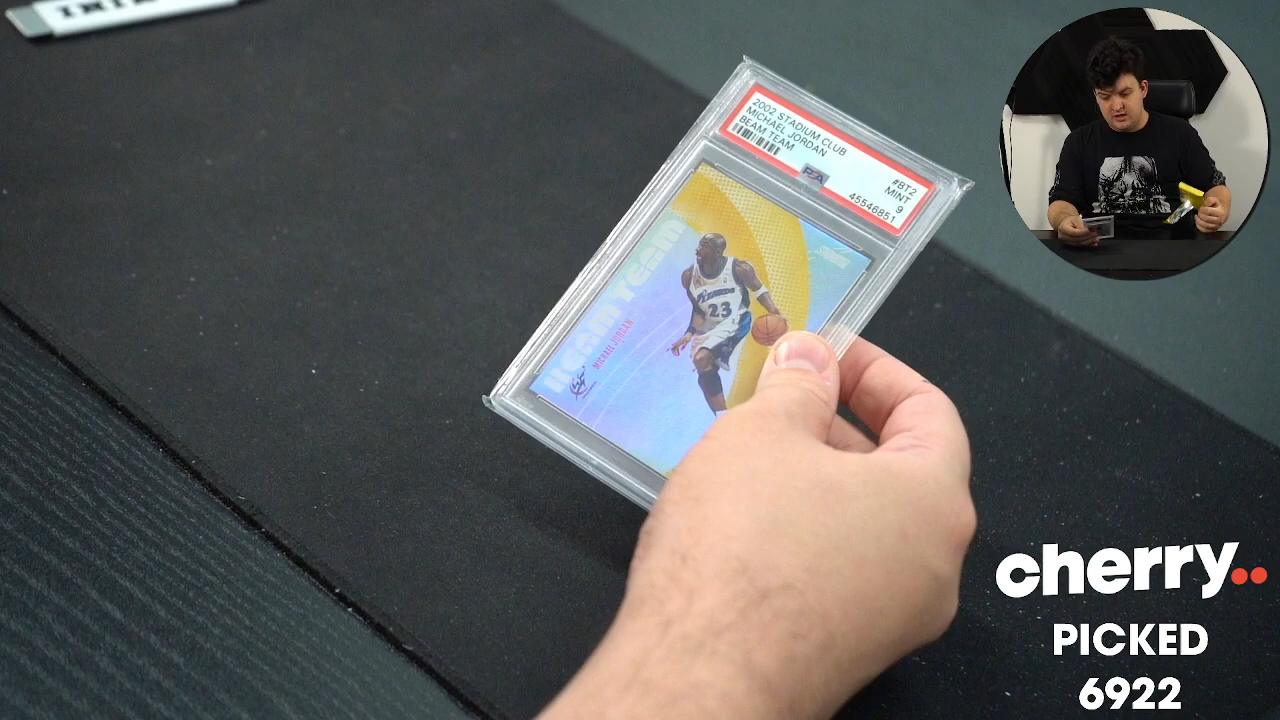 2002 STADIUM CLUB
MICHAEL JORDAN
BEAM TEAM
#BT2
MINT
9
PSA
45546851
BEAM TEAM
MICHAEL JORDAN
23
cherry..
PICKED
6922